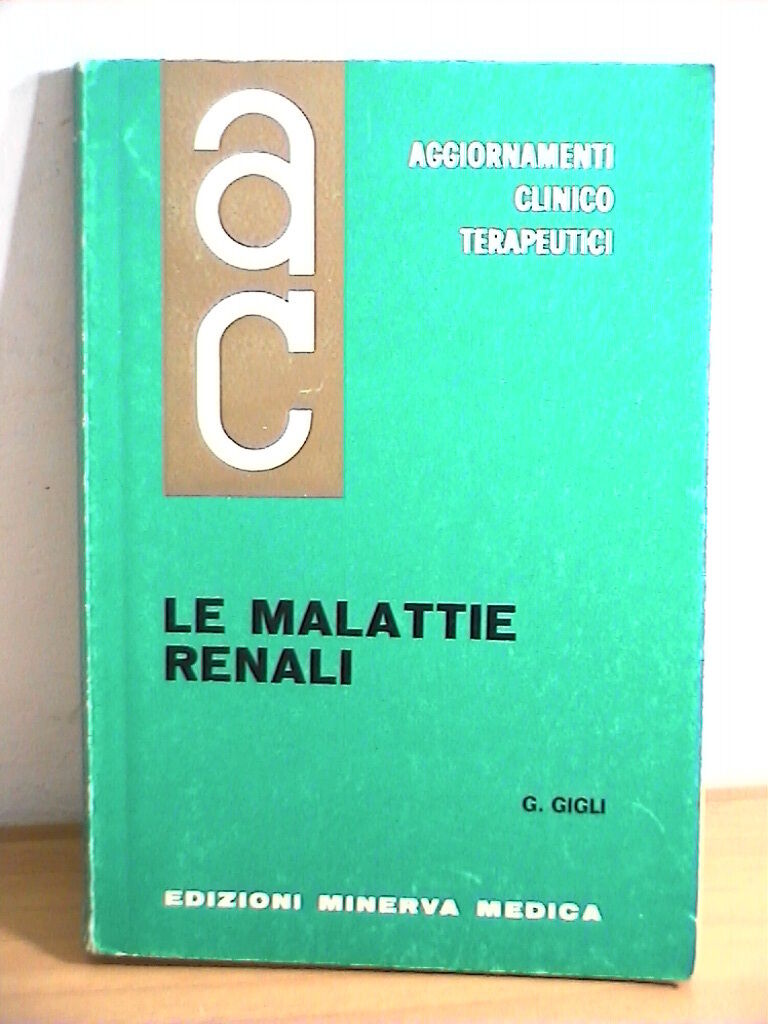 ac
AGGIORNAMENTI
CLINICO
TERAPEUTICI
LE MALATTIE
RENALI
G. GIGLI
EDIZIONI MINERVA MEDICA